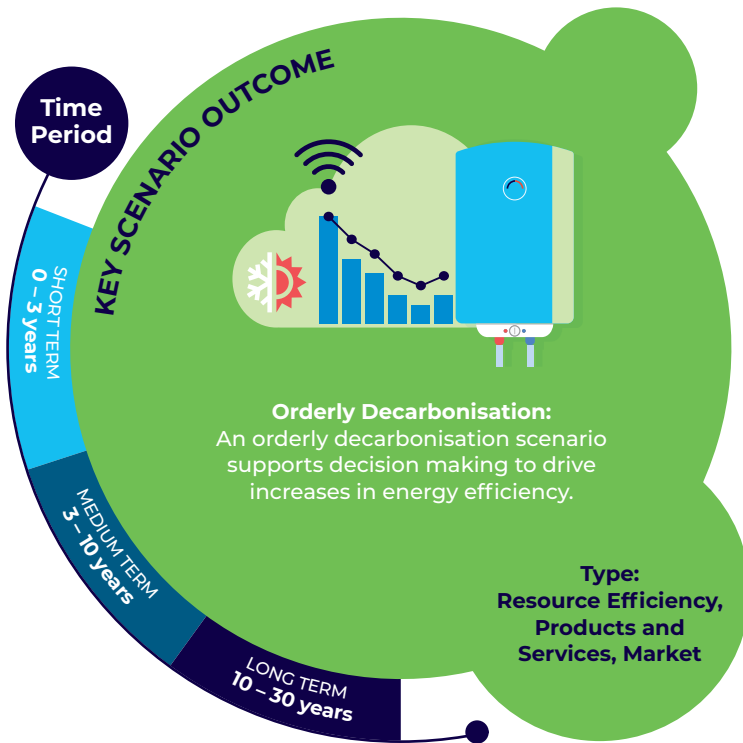 Time
Period
KEY SCENARIO OUTCOME
SHORT TERM
0 – 3 years
MEDIUM TERM
3 – 10 years
LONG TERM
10 – 30 years
Orderly Decarbonisation:
An orderly decarbonisation scenario
supports decision making to drive
increases in energy efficiency.
Type:
Resource Efficiency,
Products and
Services, Market